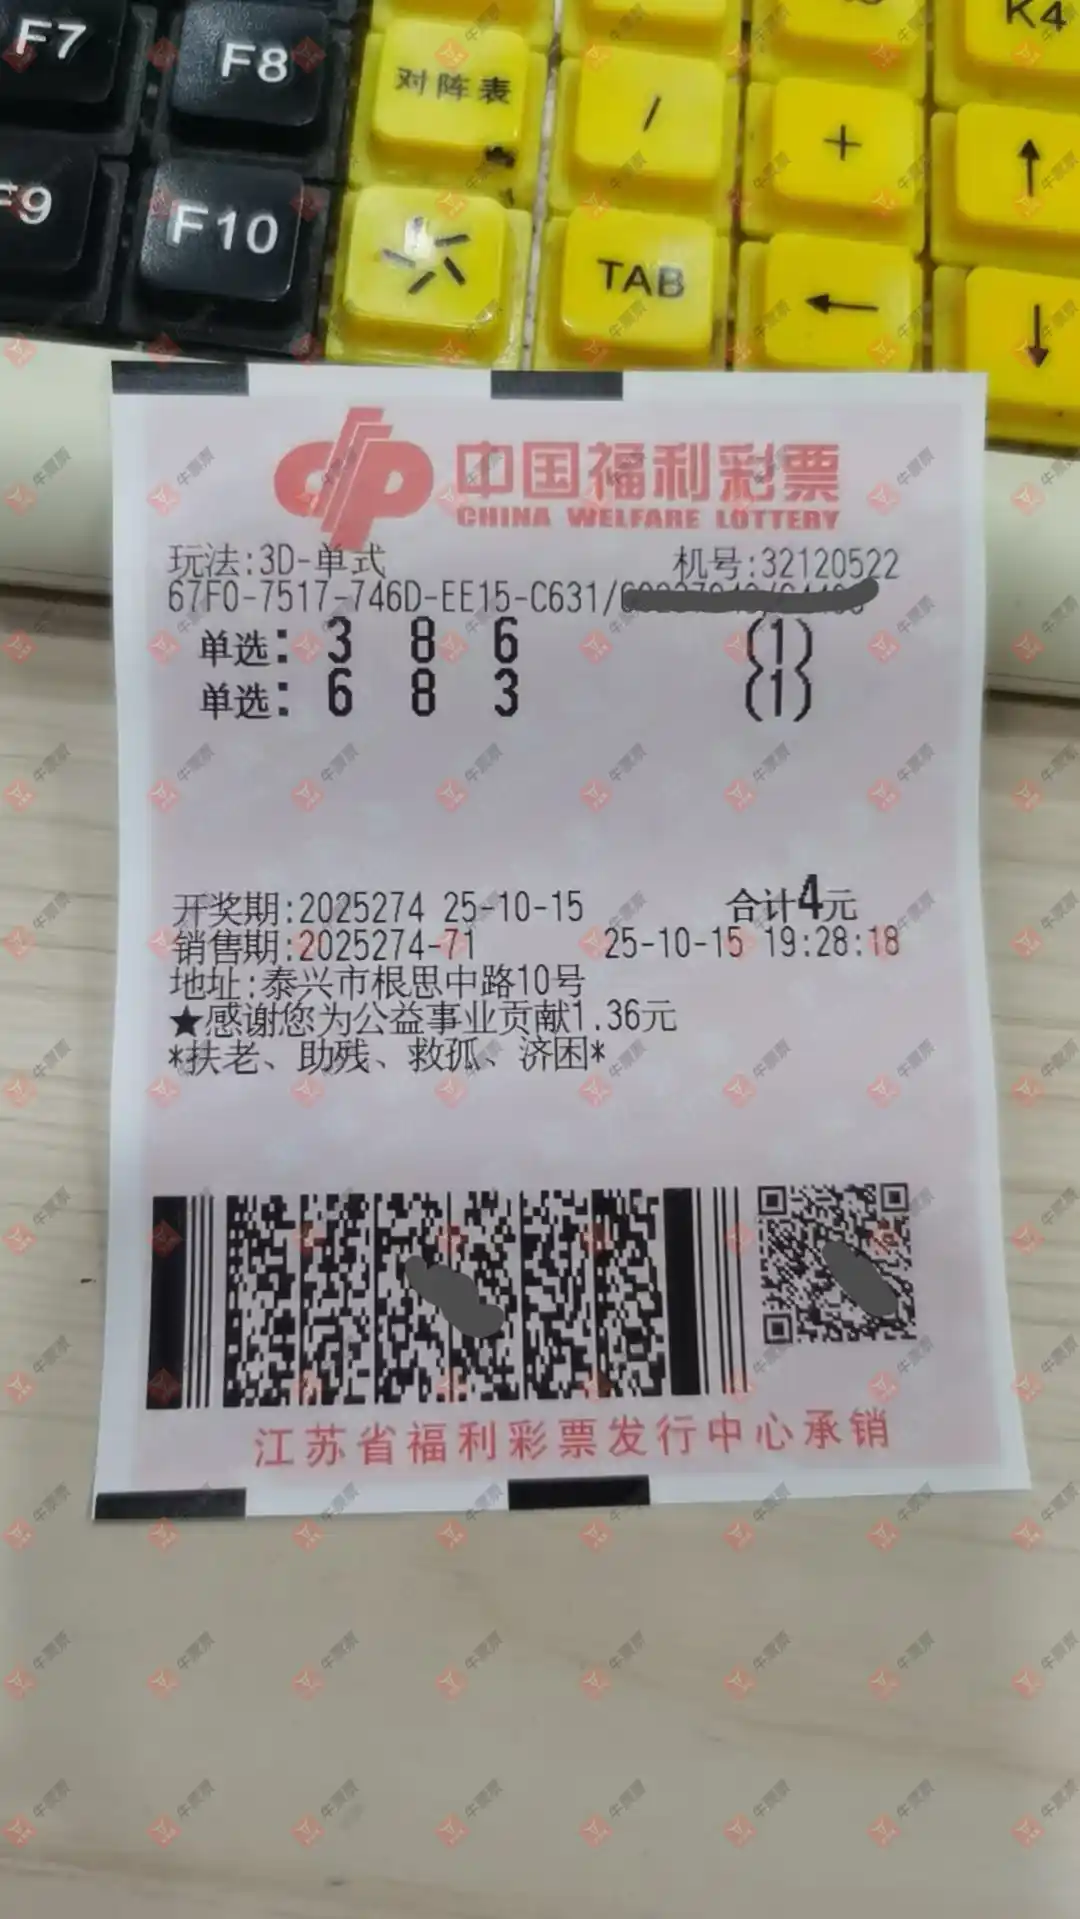 F7
F8
对阵表
/
+
K4
↑
F9
F10
TAB
←
↓
中国福利彩票
CHINA WELFARE LOTTERY
玩法:3D-单式 机号:32120522
67F0-7517-746D-EE15-C631/
单选: 3 8 6 (1)
单选: 6 8 3 (1)
开奖期:2025274 25-10-15 合计4元
销售期:2025274-71 25-10-15 19:28:18
地址:泰兴市根思中路10号
★感谢您为公益事业贡献1.36元
*扶老、助残、救孤、济困*
江苏省福利彩票发行中心承销
牛票票